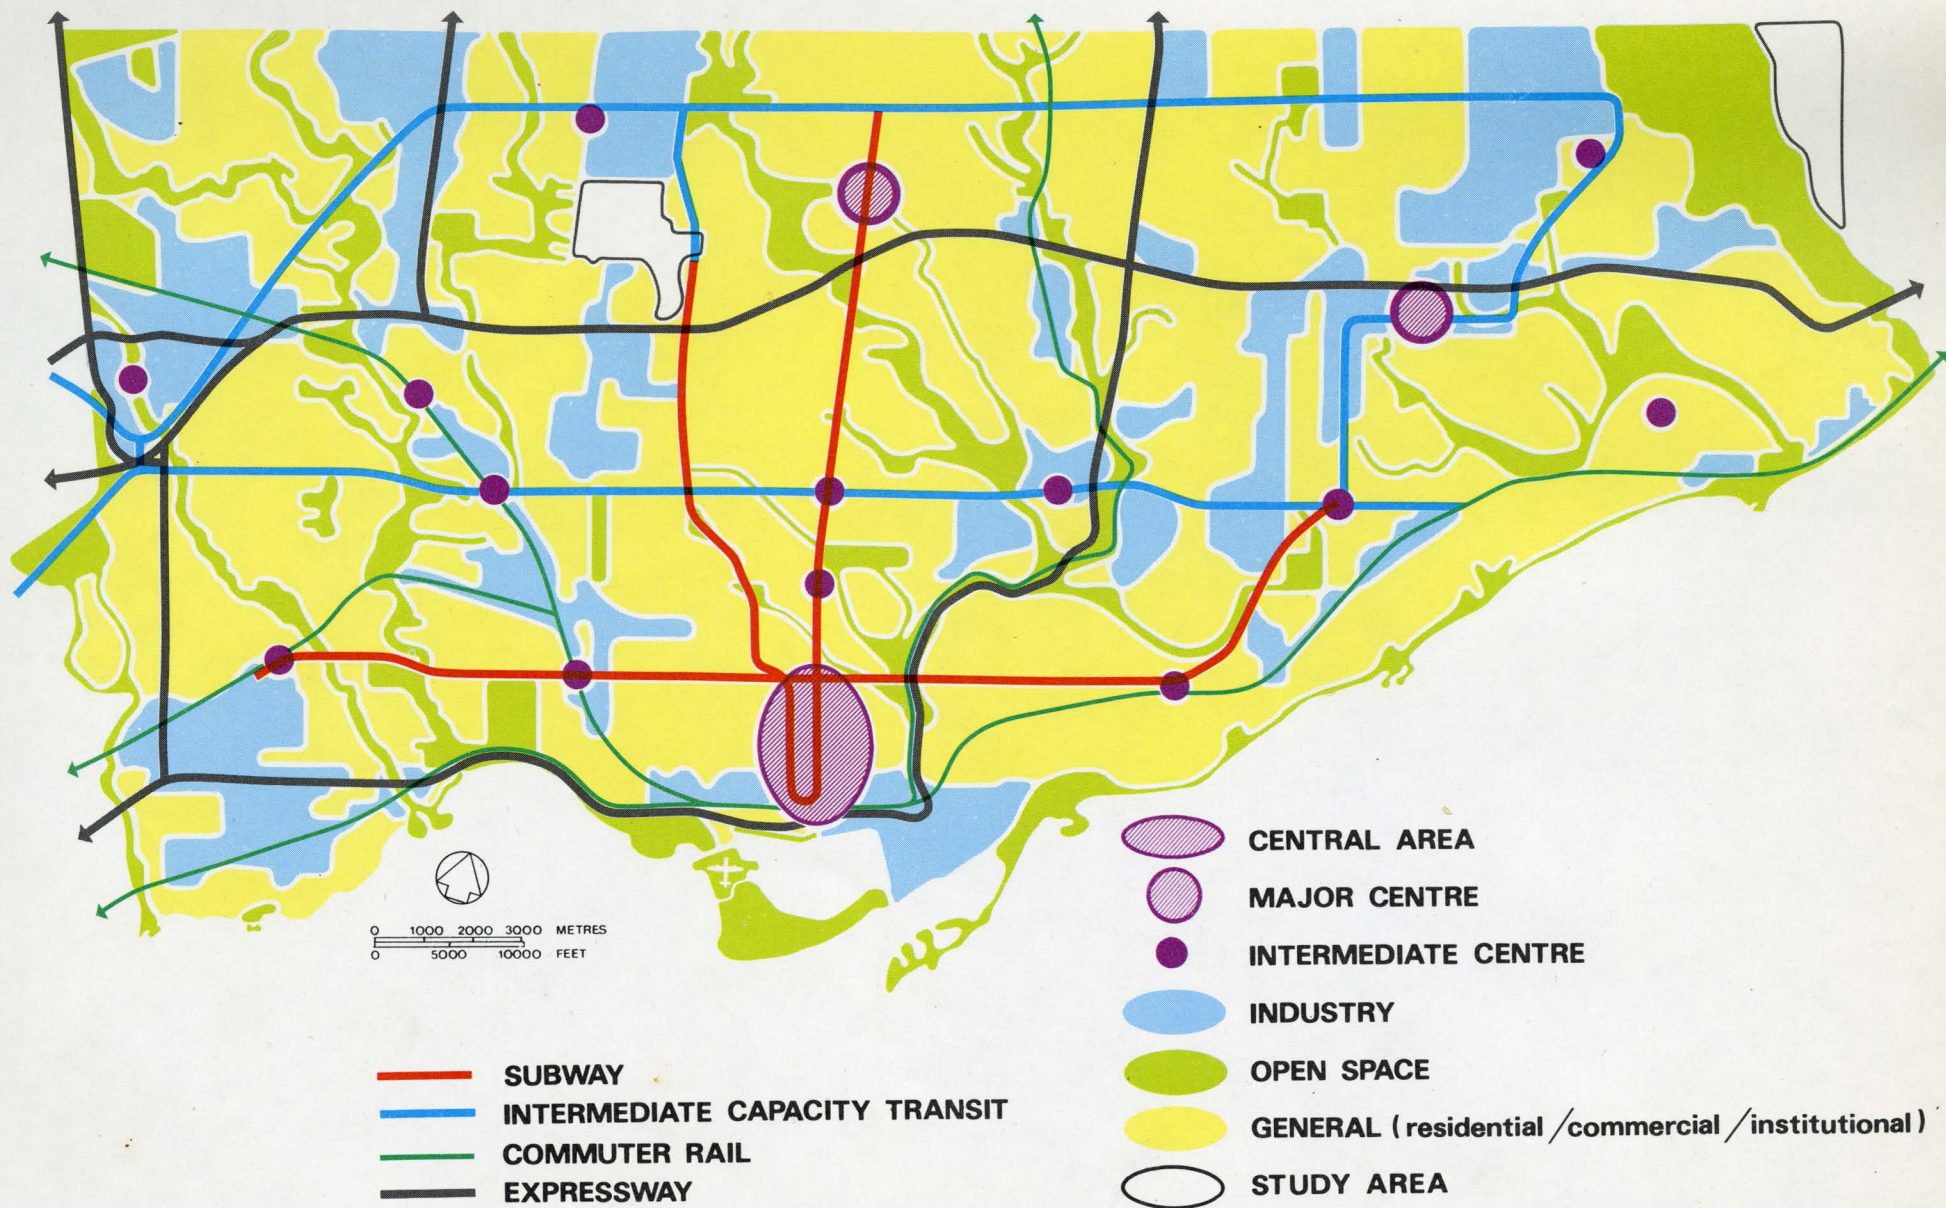 0 1000 2000 3000 METRES
0 5000 10000 FEET
SUBWAY
INTERMEDIATE CAPACITY TRANSIT
COMMUTER RAIL
EXPRESSWAY
CENTRAL AREA
MAJOR CENTRE
INTERMEDIATE CENTRE
INDUSTRY
OPEN SPACE
GENERAL (residential/commercial/institutional)
STUDY AREA